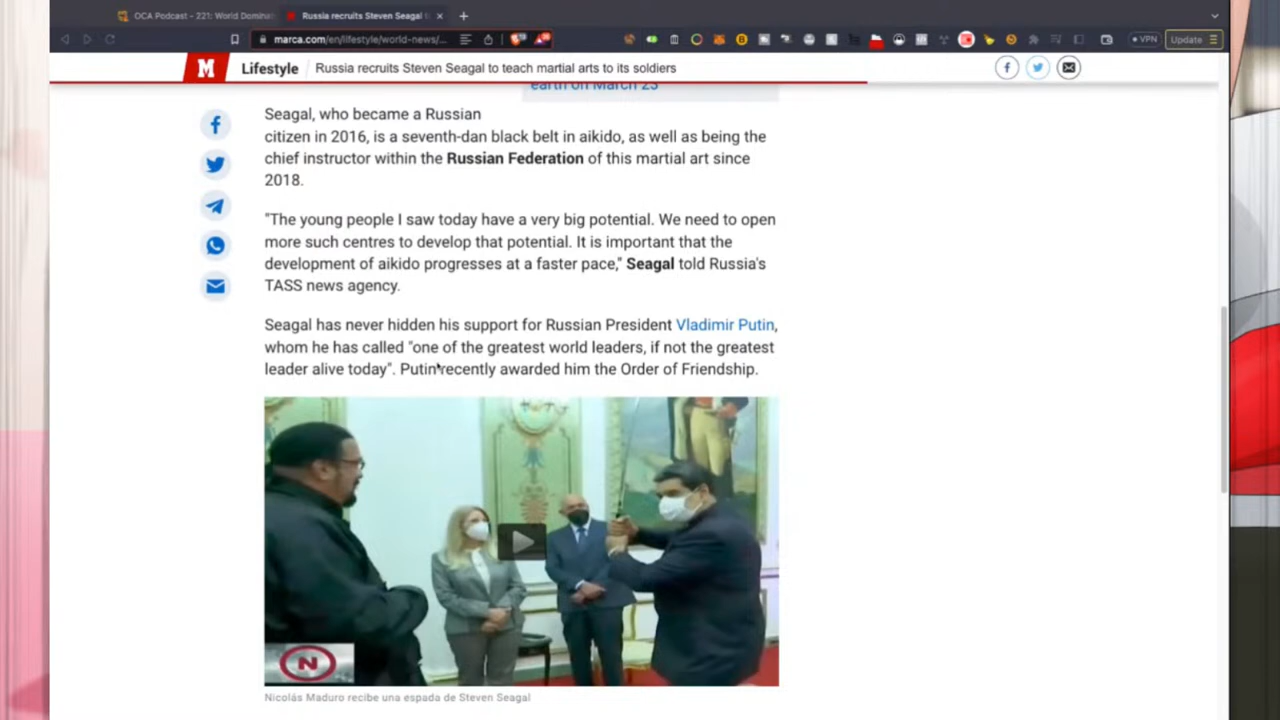 OCA Podcast - 221: World Domina
Russia recruits Steven Seagal
marca.com/en/lifestyle/world-news/...
VPN
Update
M
Lifestyle
Russia recruits Steven Seagal to teach martial arts to its soldiers
earth on March 23
Seagal, who became a Russian
citizen in 2016, is a seventh-dan black belt in aikido, as well as being the
chief instructor within the Russian Federation of this martial art since
2018.
"The young people I saw today have a very big potential. We need to open
more such centres to develop that potential. It is important that the
development of aikido progresses at a faster pace," Seagal told Russia's
TASS news agency.
Seagal has never hidden his support for Russian President Vladimir Putin,
whom he has called "one of the greatest world leaders, if not the greatest
leader alive today". Putin recently awarded him the Order of Friendship.
N
Nicolás Maduro recibe una espada de Steven Seagal